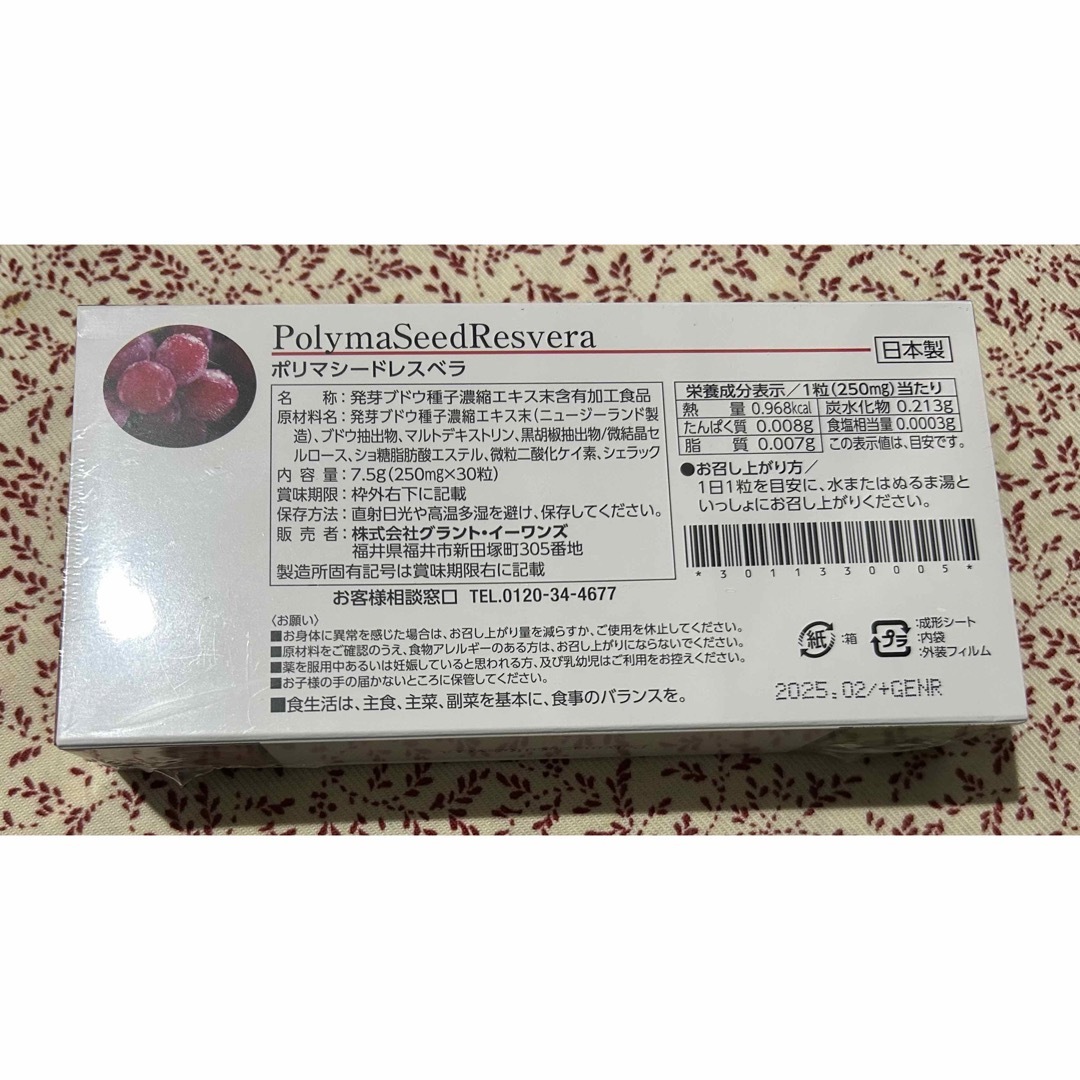 PolymaSeedResvera
ポリマシードレスベラ
日本製
名 称：発芽ブドウ種子濃縮エキス末含有加工食品
原材料名：発芽ブドウ種子濃縮エキス末（ニュージーランド製
造）、ブドウ抽出物、マルトデキストリン、黒胡椒抽出物/微結晶セ
ルロース、ショ糖脂肪酸エステル、微粒二酸化ケイ素、シェラック
内 容 量：7.5g（250mg×30粒）
賞味期限：枠外右下に記載
保存方法：直射日光や高温多湿を避け、保存してください。
販 売 者：株式会社グラント・イーワンズ
福井県福井市新田塚町305番地
製造所固有記号は賞味期限右に記載
お客様相談窓口 TEL.0120-34-4677
栄養成分表示／1粒（250mg）当たり
熱 量 0.968kcal 炭水化物 0.213g
たんぱく質 0.008g 食塩相当量 0.0003g
脂 質 0.007g この表示値は、目安です。
●お召し上がり方／
1日1粒を目安に、水またはぬるま湯と
いっしょにお召し上がりください。
*3011330005*
〈お願い〉
■お身体に異常を感じた場合は、お召し上がり量を減らすか、ご使用を休止してください。
■原材料をご確認のうえ、食物アレルギーのある方は、お召し上がりにならないでください。
■薬を服用中あるいは妊娠していると思われる方、及び乳幼児はご利用をお控えください。
■お子様の手の届かないところに保管してください。
■食生活は、主食、主菜、副菜を基本に、食事のバランスを。
紙 ：箱
プラ ：成形シート
：内袋
：外装フィルム
2025.02/+GENR